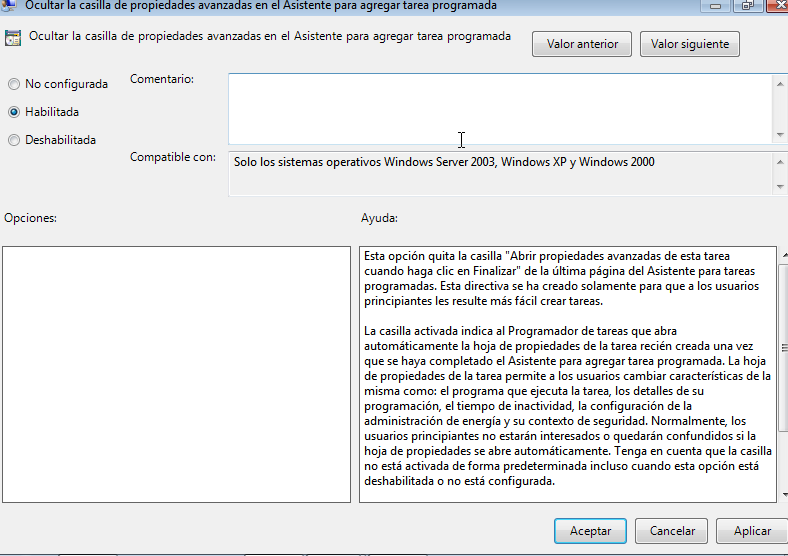 Ocultar la casilla de propiedades avanzadas en el Asistente para agregar tarea programada
Ocultar la casilla de propiedades avanzadas en el Asistente para agregar tarea programada
Valor anterior
Valor siguiente
No configurada
Comentario:
Habilitada
Deshabilitada
Compatible con:
Solo los sistemas operativos Windows Server 2003, Windows XP y Windows 2000
Opciones:
Ayuda:
Esta opción quita la casilla "Abrir propiedades avanzadas de esta tarea
cuando haga clic en Finalizar" de la última página del Asistente para tareas
programadas. Esta directiva se ha creado solamente para que a los usuarios
principiantes les resulte más fácil crear tareas.
La casilla activada indica al Programador de tareas que abra
automáticamente la hoja de propiedades de la tarea recién creada una vez
que se haya completado el Asistente para agregar tarea programada. La hoja
de propiedades de la tarea permite a los usuarios cambiar características de la
misma como: el programa que ejecuta la tarea, los detalles de su
programación, el tiempo de inactividad, la configuración de la
administración de energía y su contexto de seguridad. Normalmente, los
usuarios principiantes no estarán interesados o quedarán confundidos si la
hoja de propiedades se abre automáticamente. Tenga en cuenta que la casilla
no está activada de forma predeterminada incluso cuando esta opción está
deshabilitada o no está configurada.
Aceptar
Cancelar
Aplicar